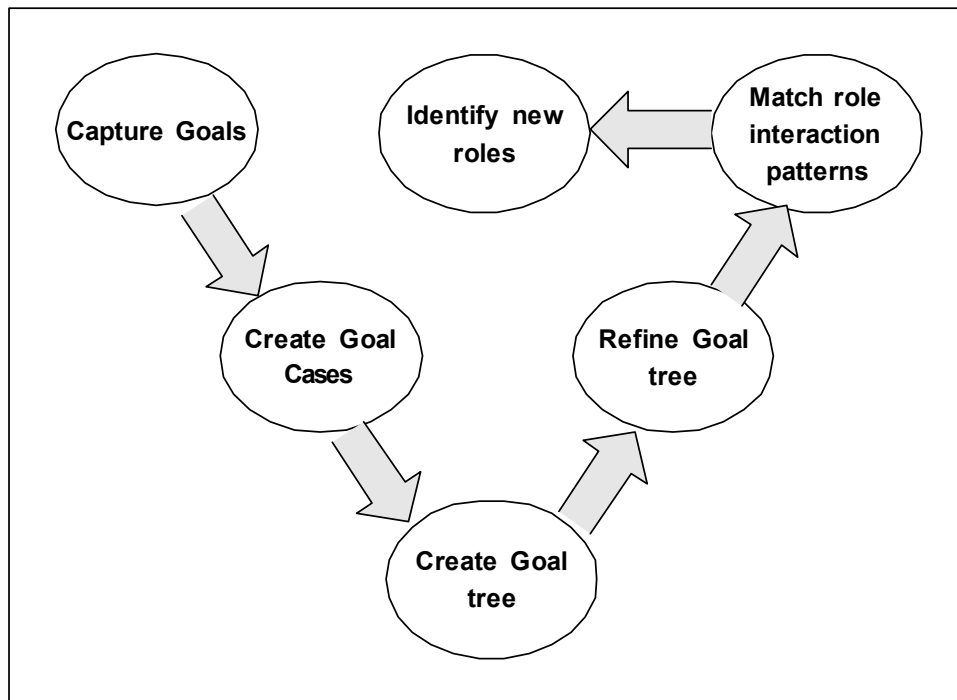 Capture Goals
Identify new
roles
Match role
interaction
patterns
Create Goal
Cases
Refine Goal
tree
Create Goal
tree